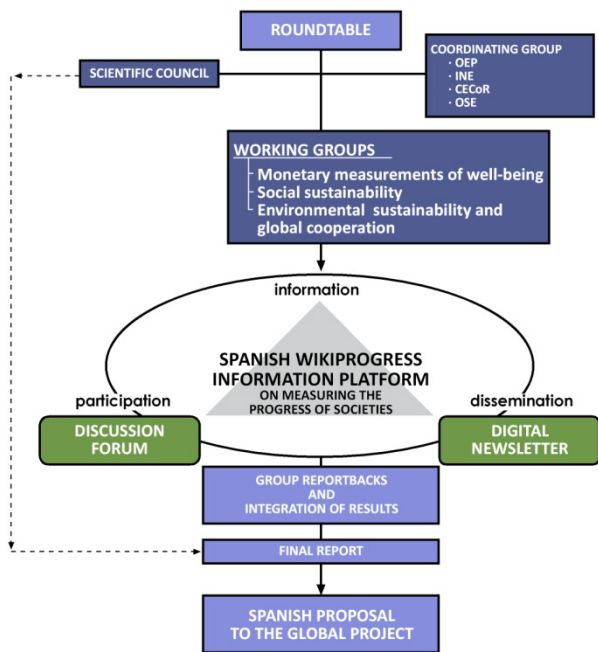 ROUNDTABLE
SCIENTIFIC COUNCIL
COORDINATING GROUP
· OEP
· INE
· CECoR
· OSE
WORKING GROUPS
Monetary measurements of well-being
Social sustainability
Environmental sustainability and
global cooperation
information
SPANISH WIKIPROGRESS
INFORMATION PLATFORM
ON MEASURING THE
PROGRESS OF SOCIETIES
participation
DISCUSSION
FORUM
dissemination
DIGITAL
NEWSLETTER
GROUP REPORTBACKS
AND
INTEGRATION OF RESULTS
FINAL REPORT
SPANISH PROPOSAL
TO THE GLOBAL PROJECT